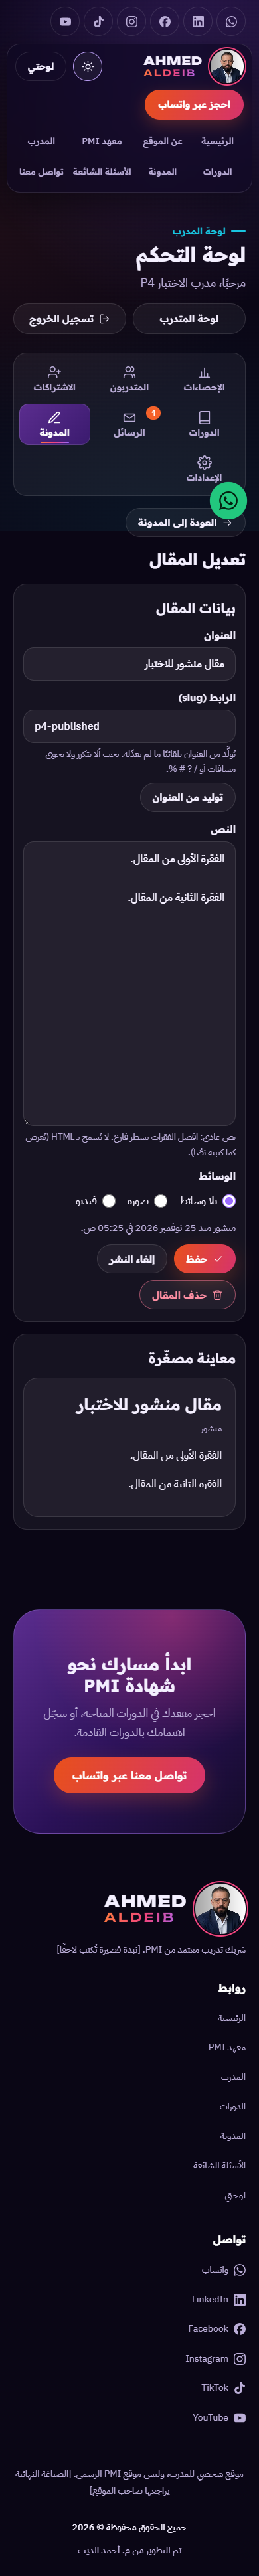 لوحتي
AHMED
ALDEIB
احجز عبر واتساب
الرئيسية
عن الموقع
معهد PMI
المدرب
الدورات
المدونة
الأسئلة الشائعة
تواصل معنا
لوحة المدرب
لوحة التحكم
مرحبًا، مدرب الاختبار P4
لوحة المدرب
تسجيل الخروج
الإحصاءات
المتدربون
الاشتراكات
الدورات
الرسائل
المدونة
الإعدادات
العودة إلى المدونة
تعديل المقال
بيانات المقال
العنوان
مقال منشور للاختبار
الرابط (slug)
p4-published
يُولَّد من العنوان تلقائيًا ما لم تعدّله. يجب ألا يتكرر ولا يحوي
مسافات أو / ? # %.
توليد من العنوان
النص
الفقرة الأولى من المقال.
الفقرة الثانية من المقال.
نص عادي: افصل الفقرات بسطر فارغ. لا يُسمح بـ HTML (يُعرض
كما كتبته نصًا).
الوسائط
بلا وسائط
صورة
فيديو
منشور منذ 25 نوفمبر 2026 في 05:25 ص.
حفظ
إلغاء النشر
حذف المقال
معاينة مصغّرة
مقال منشور للاختبار
منشور
الفقرة الأولى من المقال.
الفقرة الثانية من المقال.
ابدأ مسارك نحو
شهادة PMI
احجز مقعدك في الدورات المتاحة، أو سجّل
اهتمامك بالدورات القادمة.
تواصل معنا عبر واتساب
AHMED
ALDEIB
شريك تدريب معتمد من PMI. [نبذة قصيرة تُكتب لاحقًا]
روابط
الرئيسية
معهد PMI
المدرب
الدورات
المدونة
الأسئلة الشائعة
لوحتي
تواصل
واتساب
LinkedIn
Facebook
Instagram
TikTok
YouTube
موقع شخصي للمدرب، وليس موقع PMI الرسمي. [الصياغة النهائية
يراجعها صاحب الموقع]
جميع الحقوق محفوظة © 2026
تم التطوير من م. أحمد الديب